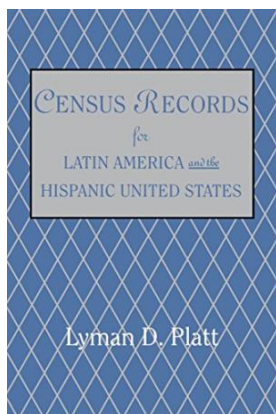 CENSUS RECORDS
for
LATIN AMERICA and the
HISPANIC UNITED STATES
Lyman D. Platt